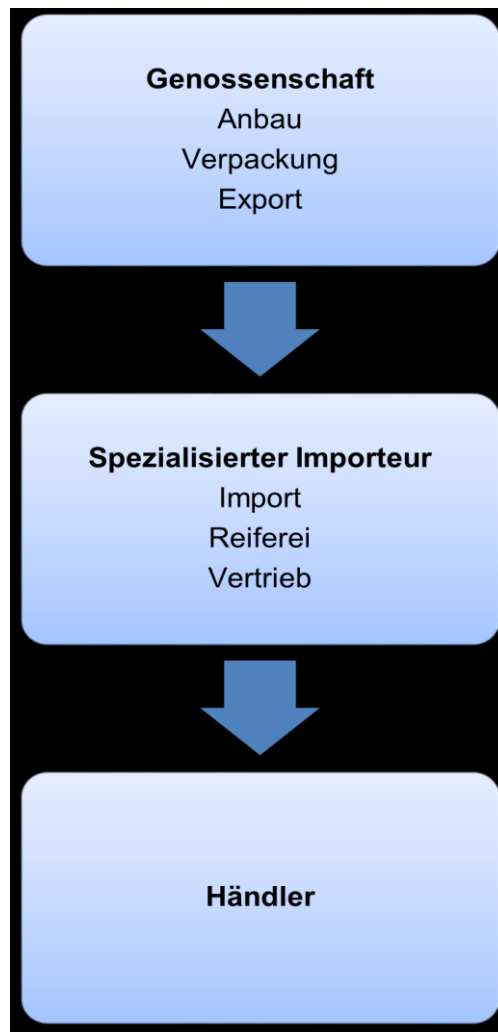 Genossenschaft
Anbau
Verpackung
Export
Spezialisierter Importeur
Import
Reiferei
Vertrieb
Händler